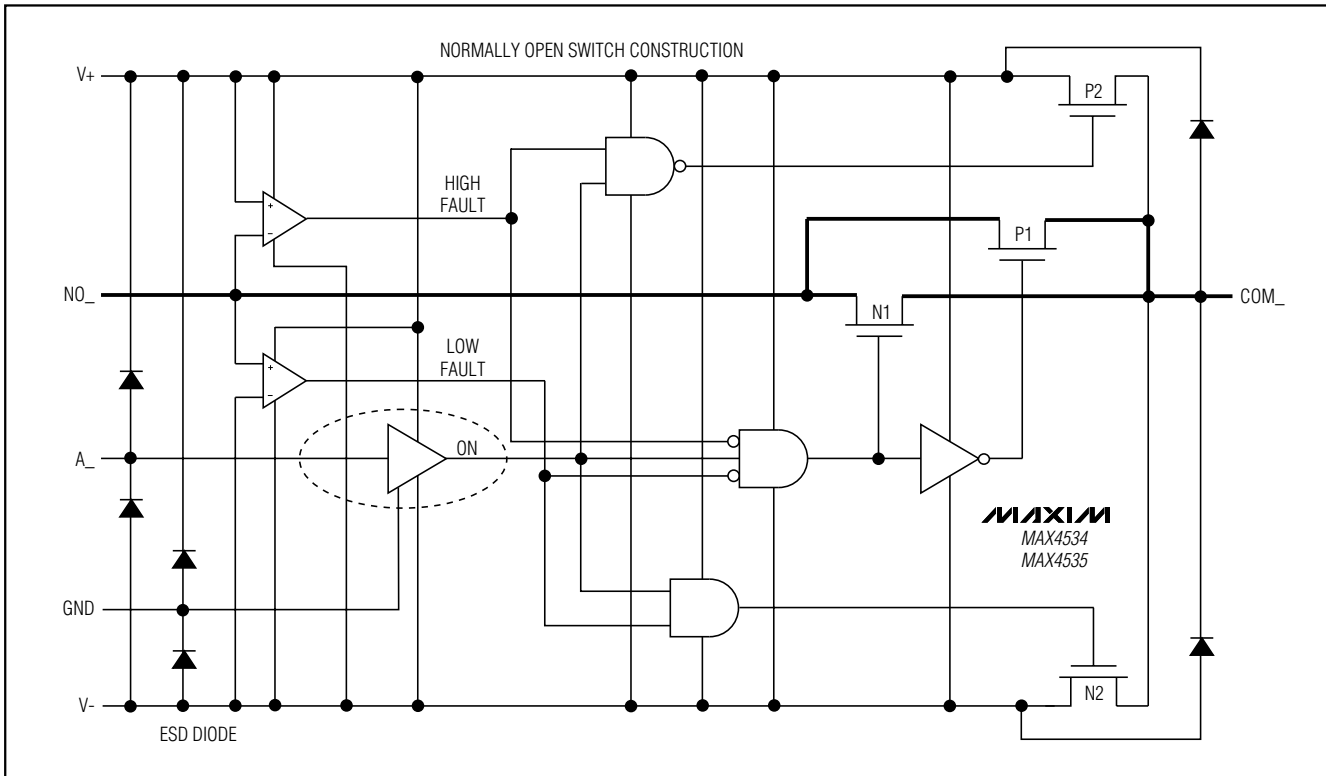 NORMALLY OPEN SWITCH CONSTRUCTION
V+
P2
HIGH
FAULT
+
−
P1
NO_
COM_
N1
LOW
FAULT
+
−
ON
A_
MAXIM
MAX4534
MAX4535
GND
N2
V-
ESD DIODE